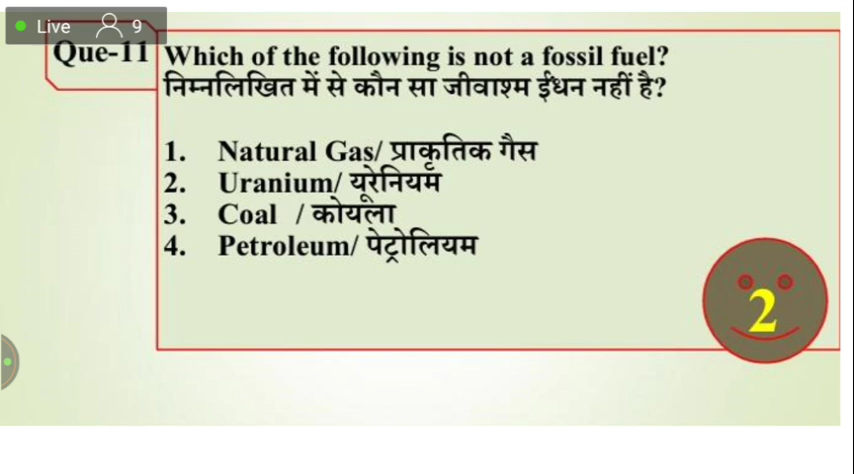 Live 9
Que-11 Which of the following is not a fossil fuel?
निम्नलिखित में से कौन सा जीवाश्म ईंधन नहीं है?
1. Natural Gas/ प्राकृतिक गैस
2. Uranium/ यूरेनियम
3. Coal / कोयला
4. Petroleum/ पेट्रोलियम
2